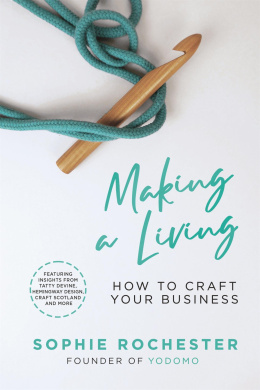 Making
a Living
HOW TO CRAFT
YOUR BUSINESS
FEATURING
INSIGHTS FROM
TATTY DEVINE,
HEMINGWAY DESIGN,
CRAFT SCOTLAND
AND MORE
SOPHIE ROCHESTER
FOUNDER OF YODOMO